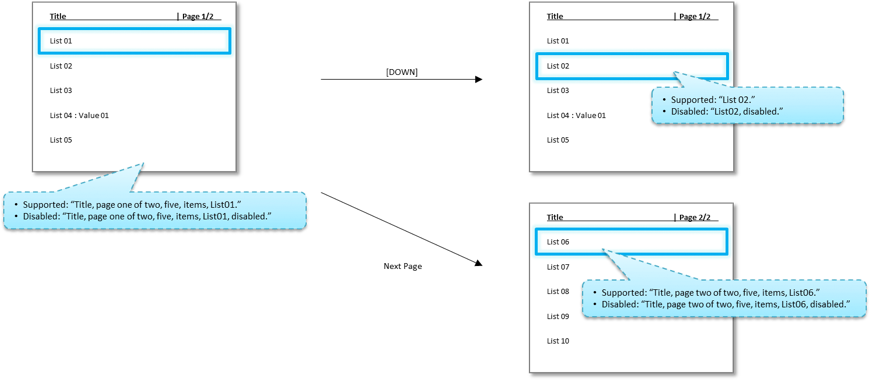 Title | Page 1/2
List 01
List 02
List 03
List 04 : Value 01
List 05
• Supported: “Title, page one of two, five, items, List01.”
• Disabled: “Title, page one of two, five, items, List01, disabled.”
[DOWN]
Next Page
Title | Page 1/2
List 01
List 02
List 03
List 04 : Value 01
List 05
• Supported: “List 02.”
• Disabled: “List02, disabled.”
Title | Page 2/2
List 06
List 07
List 08
List 09
List 10
• Supported: “Title, page two of two, five, items, List06.”
• Disabled: “Title, page two of two, five, items, List06, disabled.”